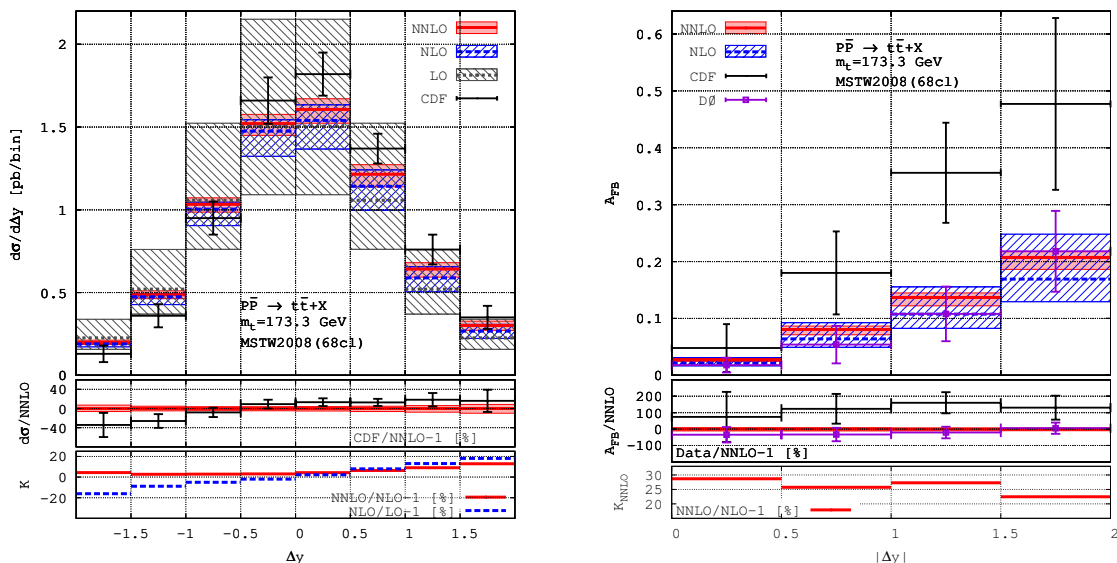 NNLO
NLO
LO
CDF
dσ/dΔy [pb/bin]
2
1.5
1
0.5
0
PP̅ → tt̅+X
m_t=173.3 GeV
MSTW2008(68cl)
dσ/NNLO
40
0
-40
CDF/NNLO-1 [%]
K
20
0
-20
NNLO/NLO-1 [%]
NLO/LO-1 [%]
-1.5
-1
-0.5
0
0.5
1
1.5
Δy
NNLO
NLO
CDF
DØ
A_FB
0.6
0.5
0.4
0.3
0.2
0.1
0
PP̅ → tt̅+X
m_t=173.3 GeV
MSTW2008(68cl)
A_FB/NNLO
200
100
0
-100
Data/NNLO-1 [%]
K_NNLO
30
25
20
NNLO/NLO-1 [%]
0
0.5
1
1.5
2
|Δy|